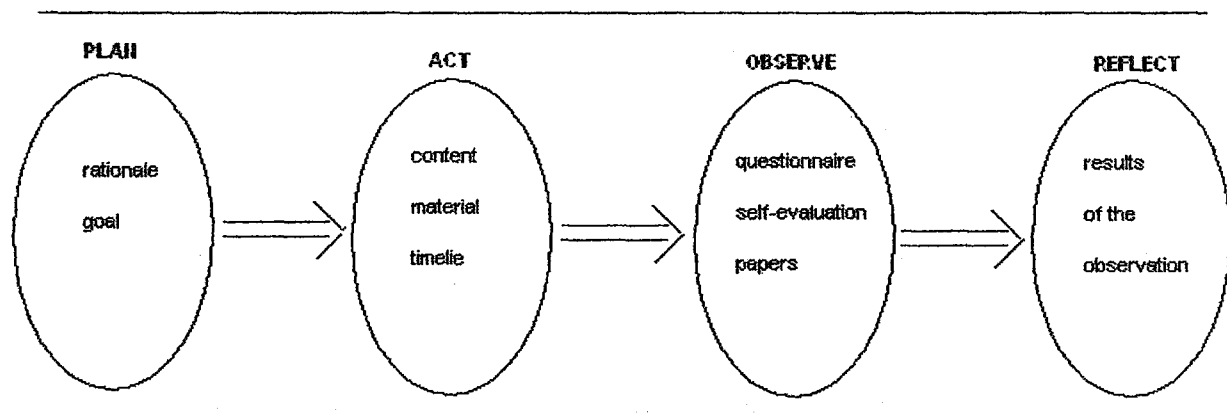 PLAN
rationale
goal
ACT
content
material
timelie
OBSERVE
questionnaire
self-evaluation
papers
REFLECT
results
of the
observation